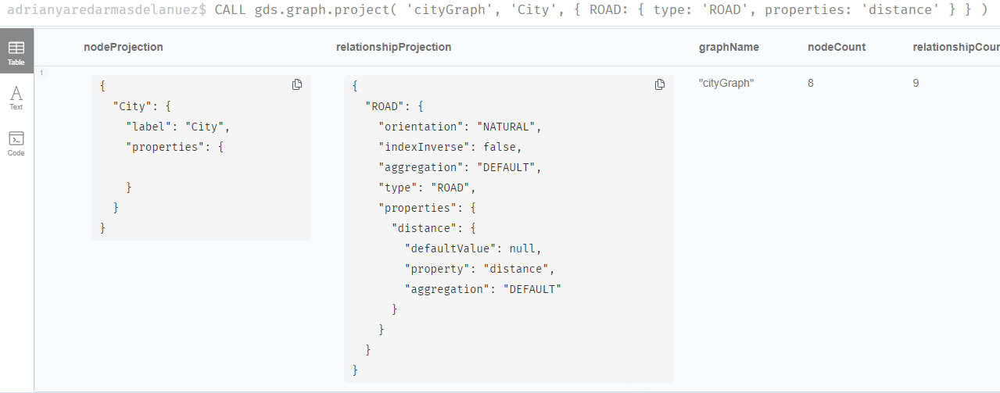 adrianyaredarmasdelanuez$ CALL gds.graph.project( 'cityGraph', 'City', { ROAD: { type: 'ROAD', properties: 'distance' } } )
Table
Text
Code
nodeProjection relationshipProjection graphName nodeCount relationshipCour
1
{
"City": {
"label": "City",
"properties": {
}
}
}
{
"ROAD": {
"orientation": "NATURAL",
"indexInverse": false,
"aggregation": "DEFAULT",
"type": "ROAD",
"properties": {
"distance": {
"defaultValue": null,
"property": "distance",
"aggregation": "DEFAULT"
}
}
}
}
"cityGraph" 8 9